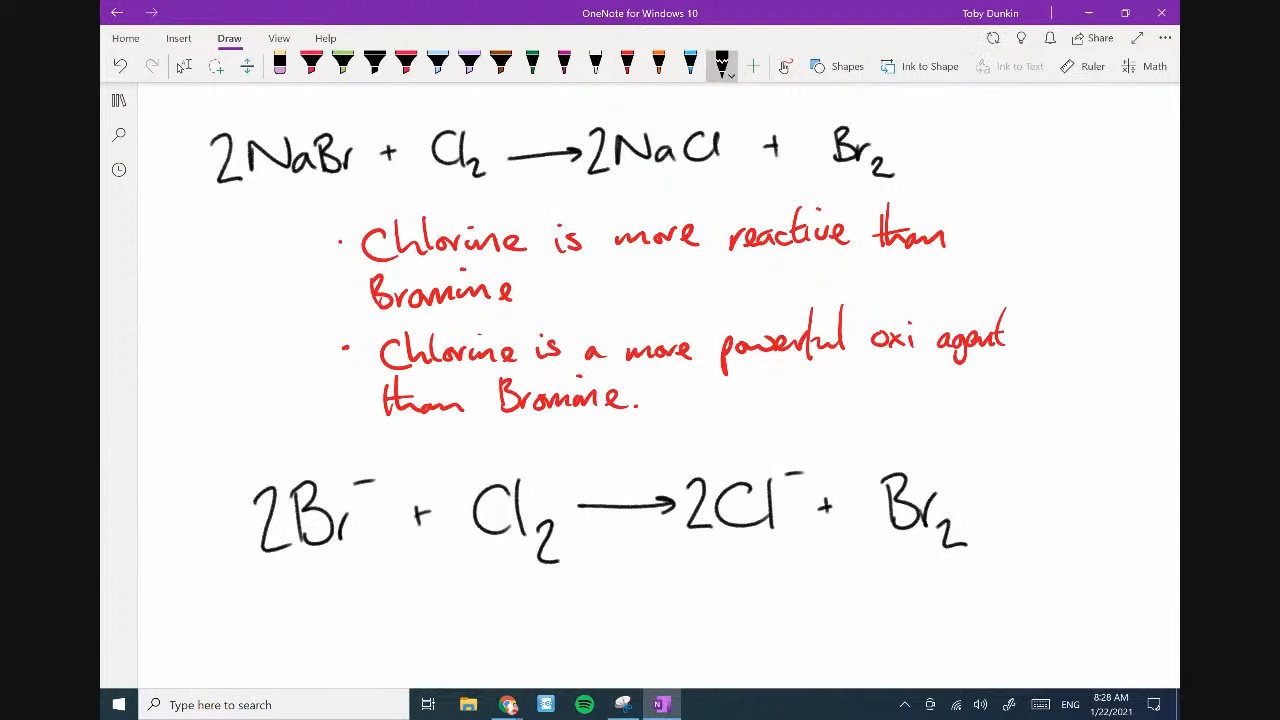 OneNote for Windows 10
Toby Dunkin
Home Insert Draw View Help
Share
Shapes Ink to Shape Ink to Text Ruler Math
2NaBr + Cl₂ ⟶ 2NaCl + Br₂
· Chlorine is more reactive than
Bromine
· Chlorine is a more powerful oxi agent
than Bromine.
2Br⁻ + Cl₂ ⟶ 2Cl⁻ + Br₂
Type here to search
ENG
8:28 AM
1/22/2021